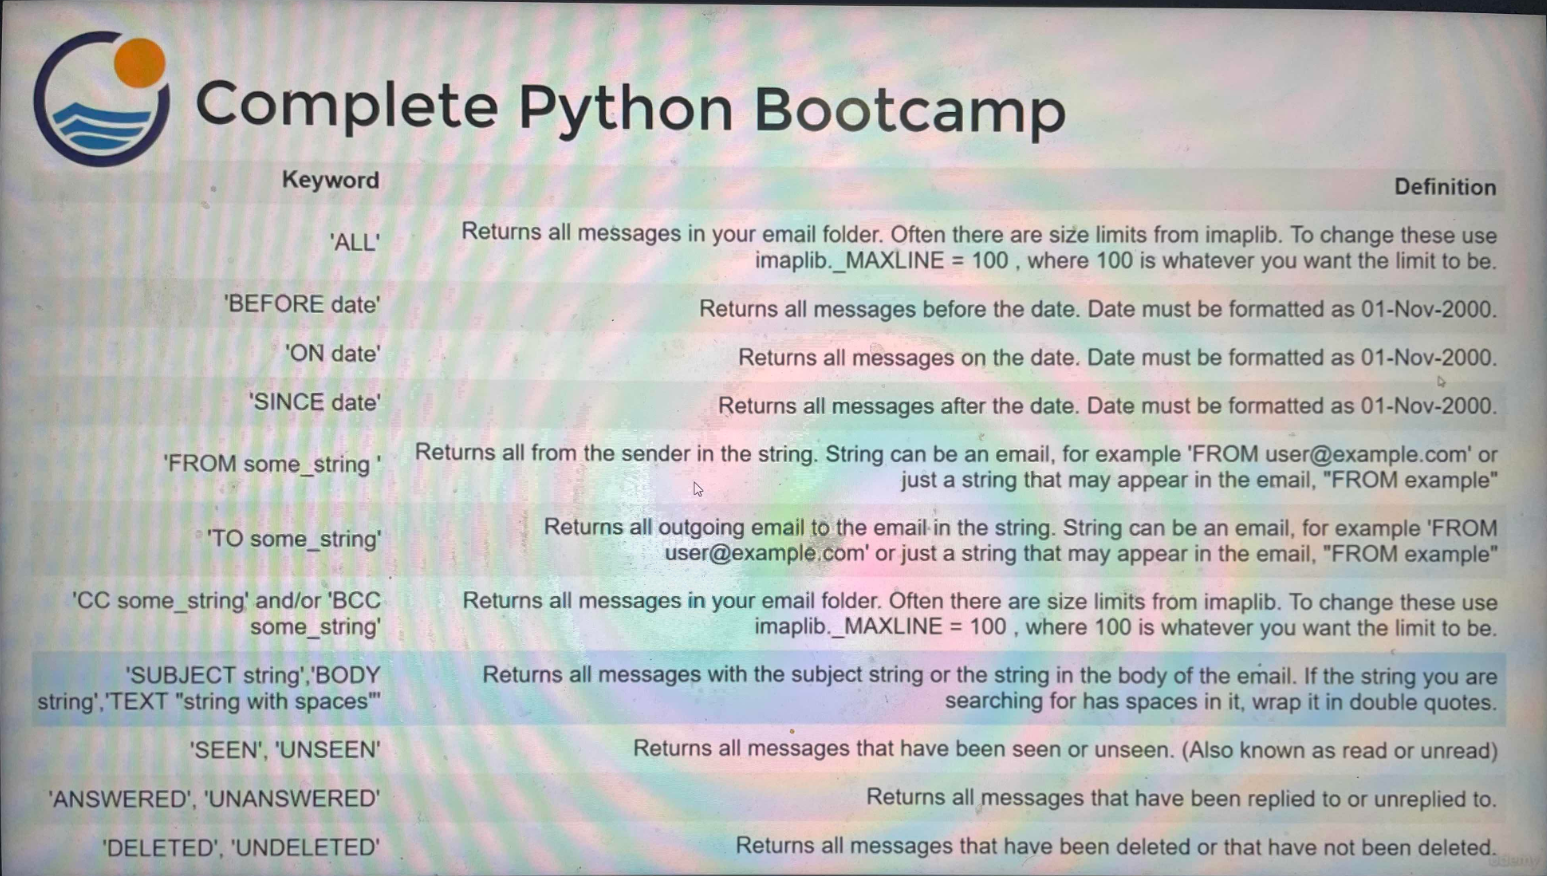 Complete Python Bootcamp
Keyword
Definition
'ALL'
Returns all messages in your email folder. Often there are size limits from imaplib. To change these use
imaplib._MAXLINE = 100 , where 100 is whatever you want the limit to be.
'BEFORE date'
Returns all messages before the date. Date must be formatted as 01-Nov-2000.
'ON date'
Returns all messages on the date. Date must be formatted as 01-Nov-2000.
'SINCE date'
Returns all messages after the date. Date must be formatted as 01-Nov-2000.
'FROM some_string '
Returns all from the sender in the string. String can be an email, for example 'FROM user@example.com' or
just a string that may appear in the email, "FROM example"
'TO some_string'
Returns all outgoing email to the email in the string. String can be an email, for example 'FROM
user@example.com' or just a string that may appear in the email, "FROM example"
'CC some_string' and/or 'BCC
some_string'
Returns all messages in your email folder. Often there are size limits from imaplib. To change these use
imaplib._MAXLINE = 100 , where 100 is whatever you want the limit to be.
'SUBJECT string','BODY
string','TEXT "string with spaces"'
Returns all messages with the subject string or the string in the body of the email. If the string you are
searching for has spaces in it, wrap it in double quotes.
'SEEN', 'UNSEEN'
Returns all messages that have been seen or unseen. (Also known as read or unread)
'ANSWERED', 'UNANSWERED'
Returns all messages that have been replied to or unreplied to.
'DELETED', 'UNDELETED'
Returns all messages that have been deleted or that have not been deleted.
Udemy